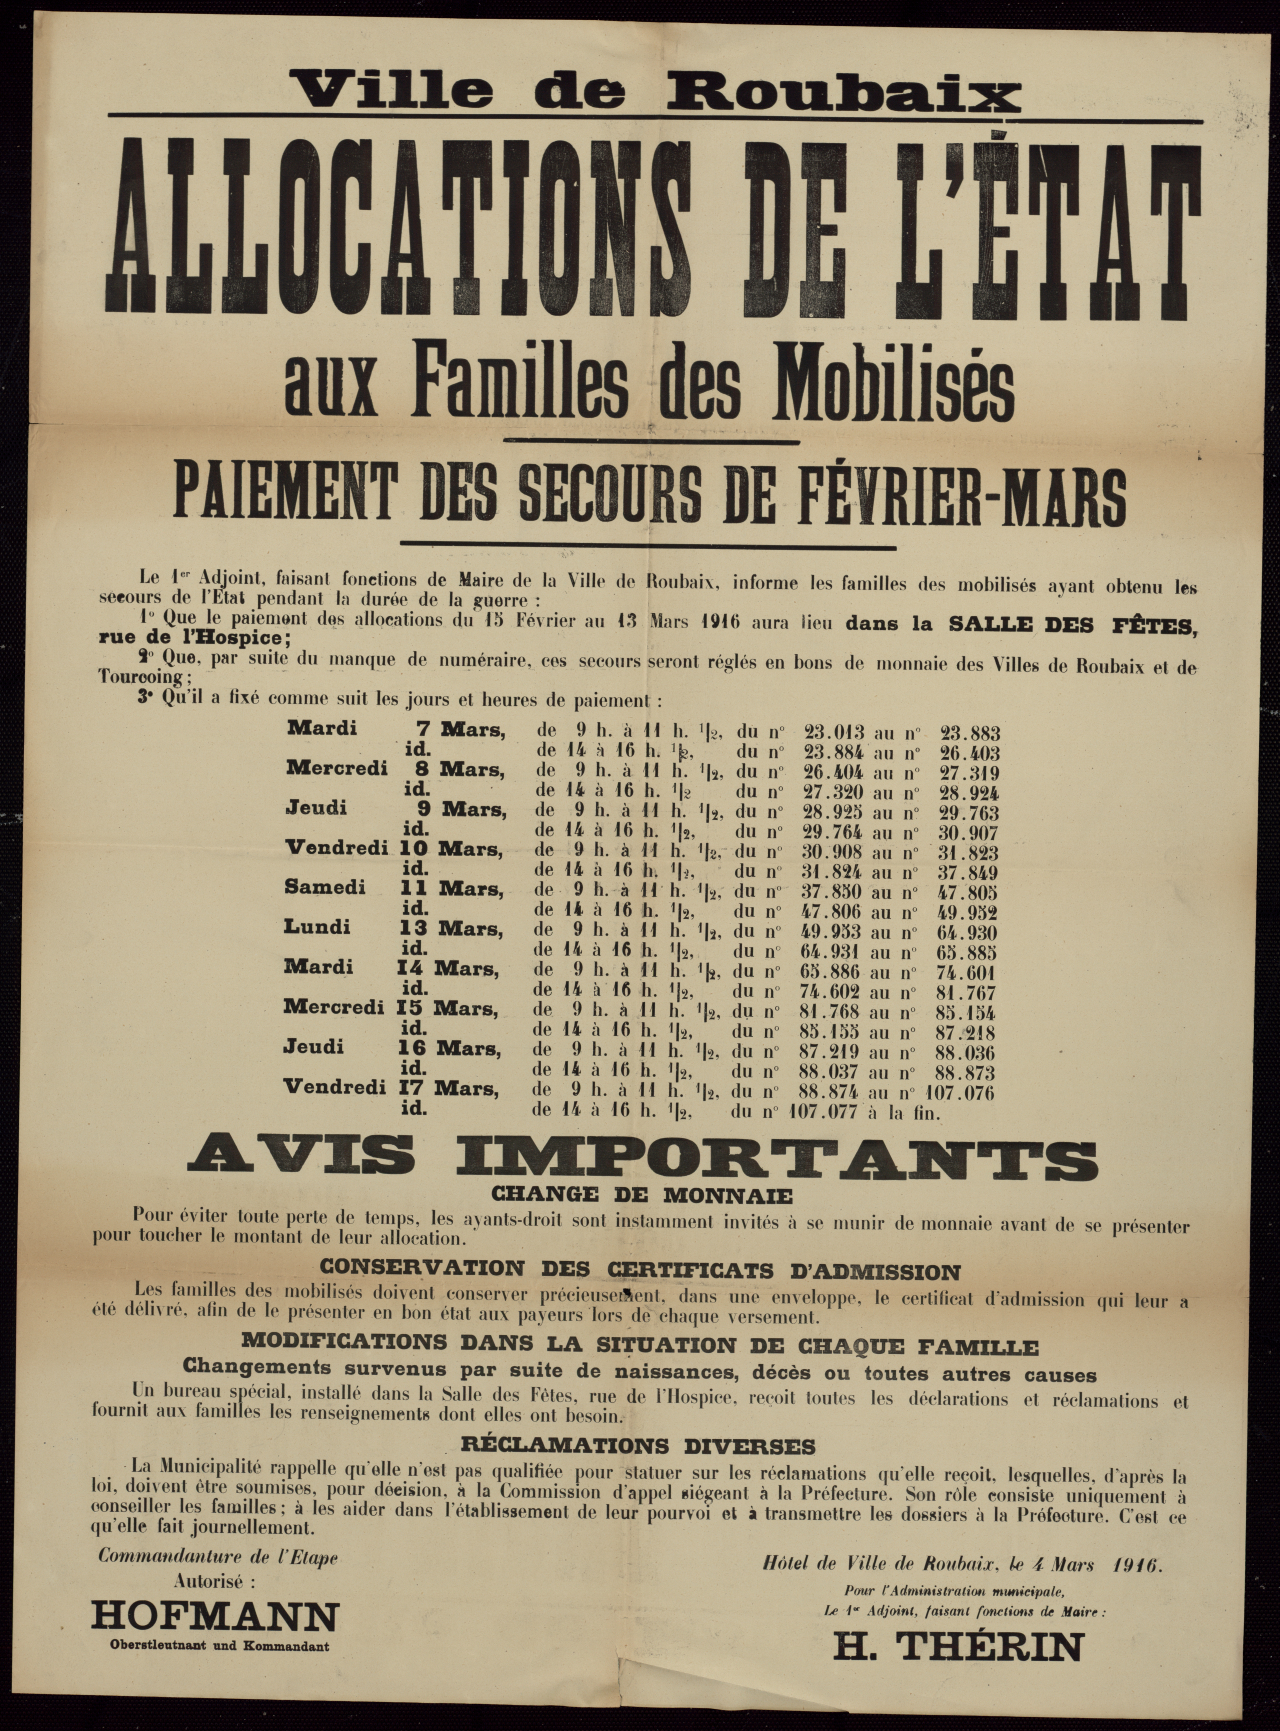 Ville de Roubaix
ALLOCATIONS DE L'ÉTAT
aux Familles des Mobilisés
PAIEMENT DES SECOURS DE FÉVRIER-MARS
Le 1er Adjoint, faisant fonctions de Maire de la Ville de Roubaix, informe les familles des mobilisés ayant obtenu les
secours de l'Etat pendant la durée de la guerre :
1° Que le paiement des allocations du 15 Février au 13 Mars 1916 aura lieu dans la SALLE DES FÊTES,
rue de l'Hospice;
2° Que, par suite du manque de numéraire, ces secours seront réglés en bons de monnaie des Villes de Roubaix et de
Tourcoing;
3° Qu'il a fixé comme suit les jours et heures de paiement :
Mardi 7 Mars, de 9 h. à 11 h. 1/2, du n° 23.013 au n° 23.883
id. de 14 à 16 h. 1/2, du n° 23.884 au n° 26.403
Mercredi 8 Mars, de 9 h. à 11 h. 1/2, du n° 26.404 au n° 27.319
id. de 14 à 16 h. 1/2 du n° 27.320 au n° 28.924
Jeudi 9 Mars, de 9 h. à 11 h. 1/2, du n° 28.925 au n° 29.763
id. de 14 à 16 h. 1/2, du n° 29.764 au n° 30.907
Vendredi 10 Mars, de 9 h. à 11 h. 1/2, du n° 30.908 au n° 31.823
id. de 14 à 16 h. 1/2, du n° 31.824 au n° 37.849
Samedi 11 Mars, de 9 h. à 11 h. 1/2, du n° 37.850 au n° 47.805
id. de 14 à 16 h. 1/2, du n° 47.806 au n° 49.952
Lundi 13 Mars, de 9 h. à 11 h. 1/2, du n° 49.953 au n° 64.930
id. de 14 à 16 h. 1/2, du n° 64.931 au n° 65.885
Mardi 14 Mars, de 9 h. à 11 h. 1/2, du n° 65.886 au n° 74.601
id. de 14 à 16 h. 1/2, du n° 74.602 au n° 81.767
Mercredi 15 Mars, de 9 h. à 11 h. 1/2, du n° 81.768 au n° 85.154
id. de 14 à 16 h. 1/2, du n° 85.155 au n° 87.218
Jeudi 16 Mars, de 9 h. à 11 h. 1/2, du n° 87.219 au n° 88.036
id. de 14 à 16 h. 1/2, du n° 88.037 au n° 88.873
Vendredi 17 Mars, de 9 h. à 11 h. 1/2, du n° 88.874 au n° 107.076
id. de 14 à 16 h. 1/2, du n° 107.077 à la fin.
AVIS IMPORTANTS
CHANGE DE MONNAIE
Pour éviter toute perte de temps, les ayants-droit sont instamment invités à se munir de monnaie avant de se présenter
pour toucher le montant de leur allocation.
CONSERVATION DES CERTIFICATS D'ADMISSION
Les familles des mobilisés doivent conserver précieusement, dans une enveloppe, le certificat d'admission qui leur a
été délivré, afin de le présenter en bon état aux payeurs lors de chaque versement.
MODIFICATIONS DANS LA SITUATION DE CHAQUE FAMILLE
Changements survenus par suite de naissances, décès ou toutes autres causes
Un bureau spécial, installé dans la Salle des Fêtes, rue de l'Hospice, reçoit toutes les déclarations et réclamations et
fournit aux familles les renseignements dont elles ont besoin.
RÉCLAMATIONS DIVERSES
La Municipalité rappelle qu'elle n'est pas qualifiée pour statuer sur les réclamations qu'elle reçoit, lesquelles, d'après la
loi, doivent être soumises, pour décision, à la Commission d'appel siégeant à la Préfecture. Son rôle consiste uniquement à
conseiller les familles; à les aider dans l'établissement de leur pourvoi et à transmettre les dossiers à la Préfecture. C'est ce
qu'elle fait journellement.
Commandanture de l'Etape
Autorisé :
HOFMANN
Oberstleutnant und Kommandant
Hôtel de Ville de Roubaix, le 4 Mars 1916.
Pour l'Administration municipale,
Le 1er Adjoint, faisant fonctions de Maire :
H. THÉRIN